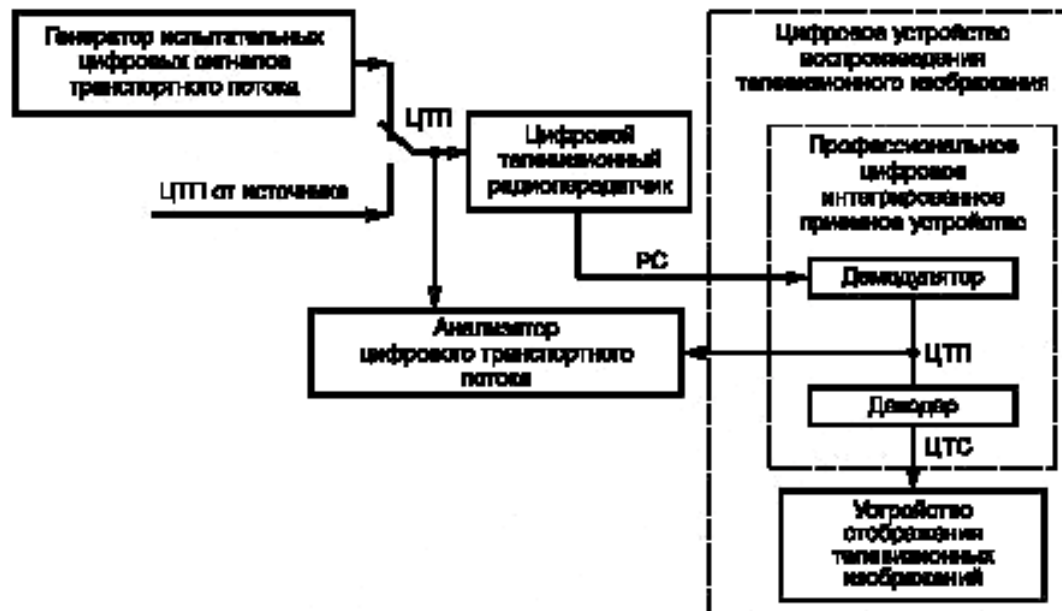 Генератор испытательных
цифровых сигналов
транспортного потока
ЦТП
ЦТП от источника
Цифровой
телевизионный
радиопередатчик
РС
Анализатор
цифрового транспортного
потока
Цифровое устройство
воспроизведения
телевизионного изображения
Профессиональное
цифровое
интегрированное
приемное устройство
Демодулятор
ЦТП
Декодер
ЦТС
Устройство
отображения
телевизионных
изображений